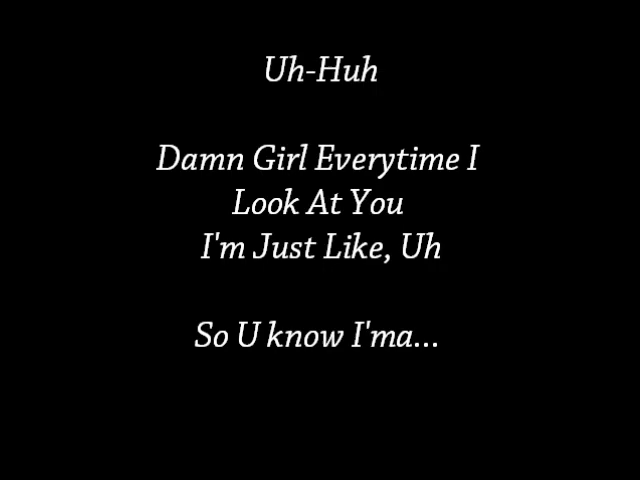 Uh-Huh
Damn Girl Everytime I
Look At You
I'm Just Like, Uh
So U know I'ma...